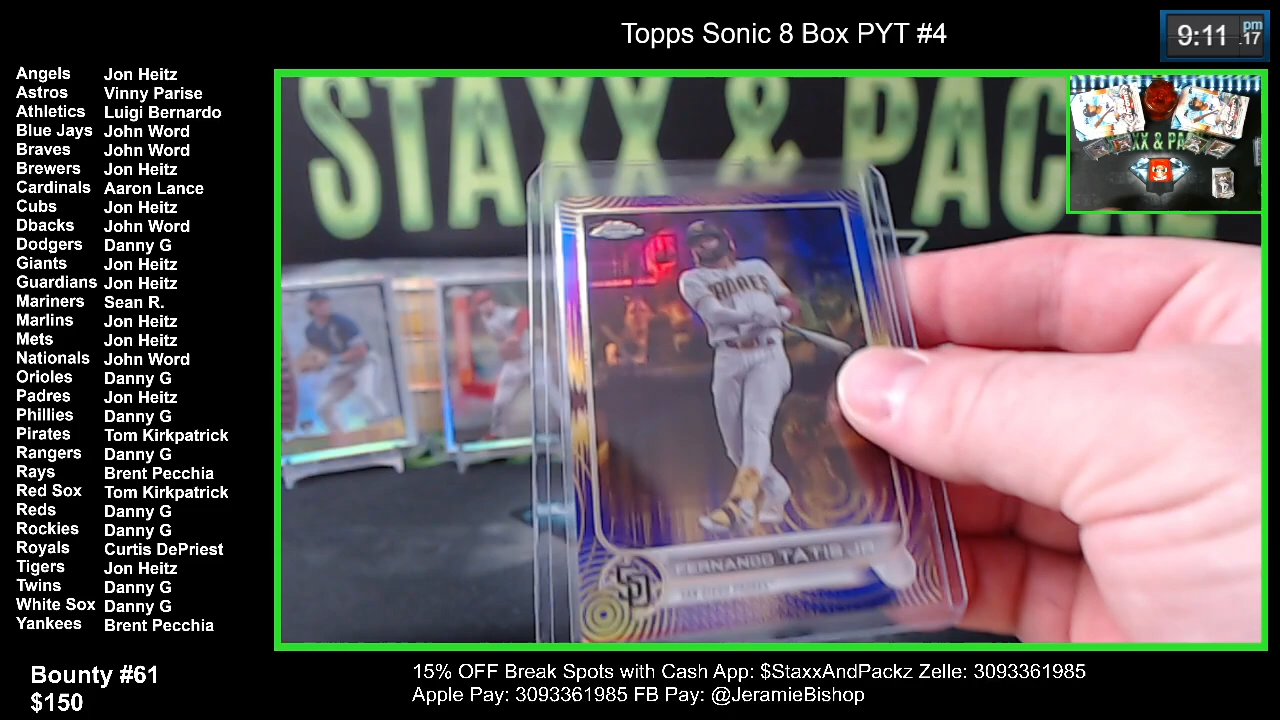 Topps Sonic 8 Box PYT #4
9:11 pm .17
Angels Jon Heitz
Astros Vinny Parise
Athletics Luigi Bernardo
Blue Jays John Word
Braves John Word
Brewers Jon Heitz
Cardinals Aaron Lance
Cubs Jon Heitz
Dbacks John Word
Dodgers Danny G
Giants Jon Heitz
Guardians Jon Heitz
Mariners Sean R.
Marlins Jon Heitz
Mets Jon Heitz
Nationals John Word
Orioles Danny G
Padres Jon Heitz
Phillies Danny G
Pirates Tom Kirkpatrick
Rangers Danny G
Rays Brent Pecchia
Red Sox Tom Kirkpatrick
Reds Danny G
Rockies Danny G
Royals Curtis DePriest
Tigers Jon Heitz
Twins Danny G
White Sox Danny G
Yankees Brent Pecchia
STAXX & PAC
XX & PA
PADRES
FERNANDO TATIS JR
SD
SAN DIEGO PADRES
Bounty #61
$150
15% OFF Break Spots with Cash App: $StaxxAndPackz Zelle: 3093361985
Apple Pay: 3093361985 FB Pay: @JeramieBishop